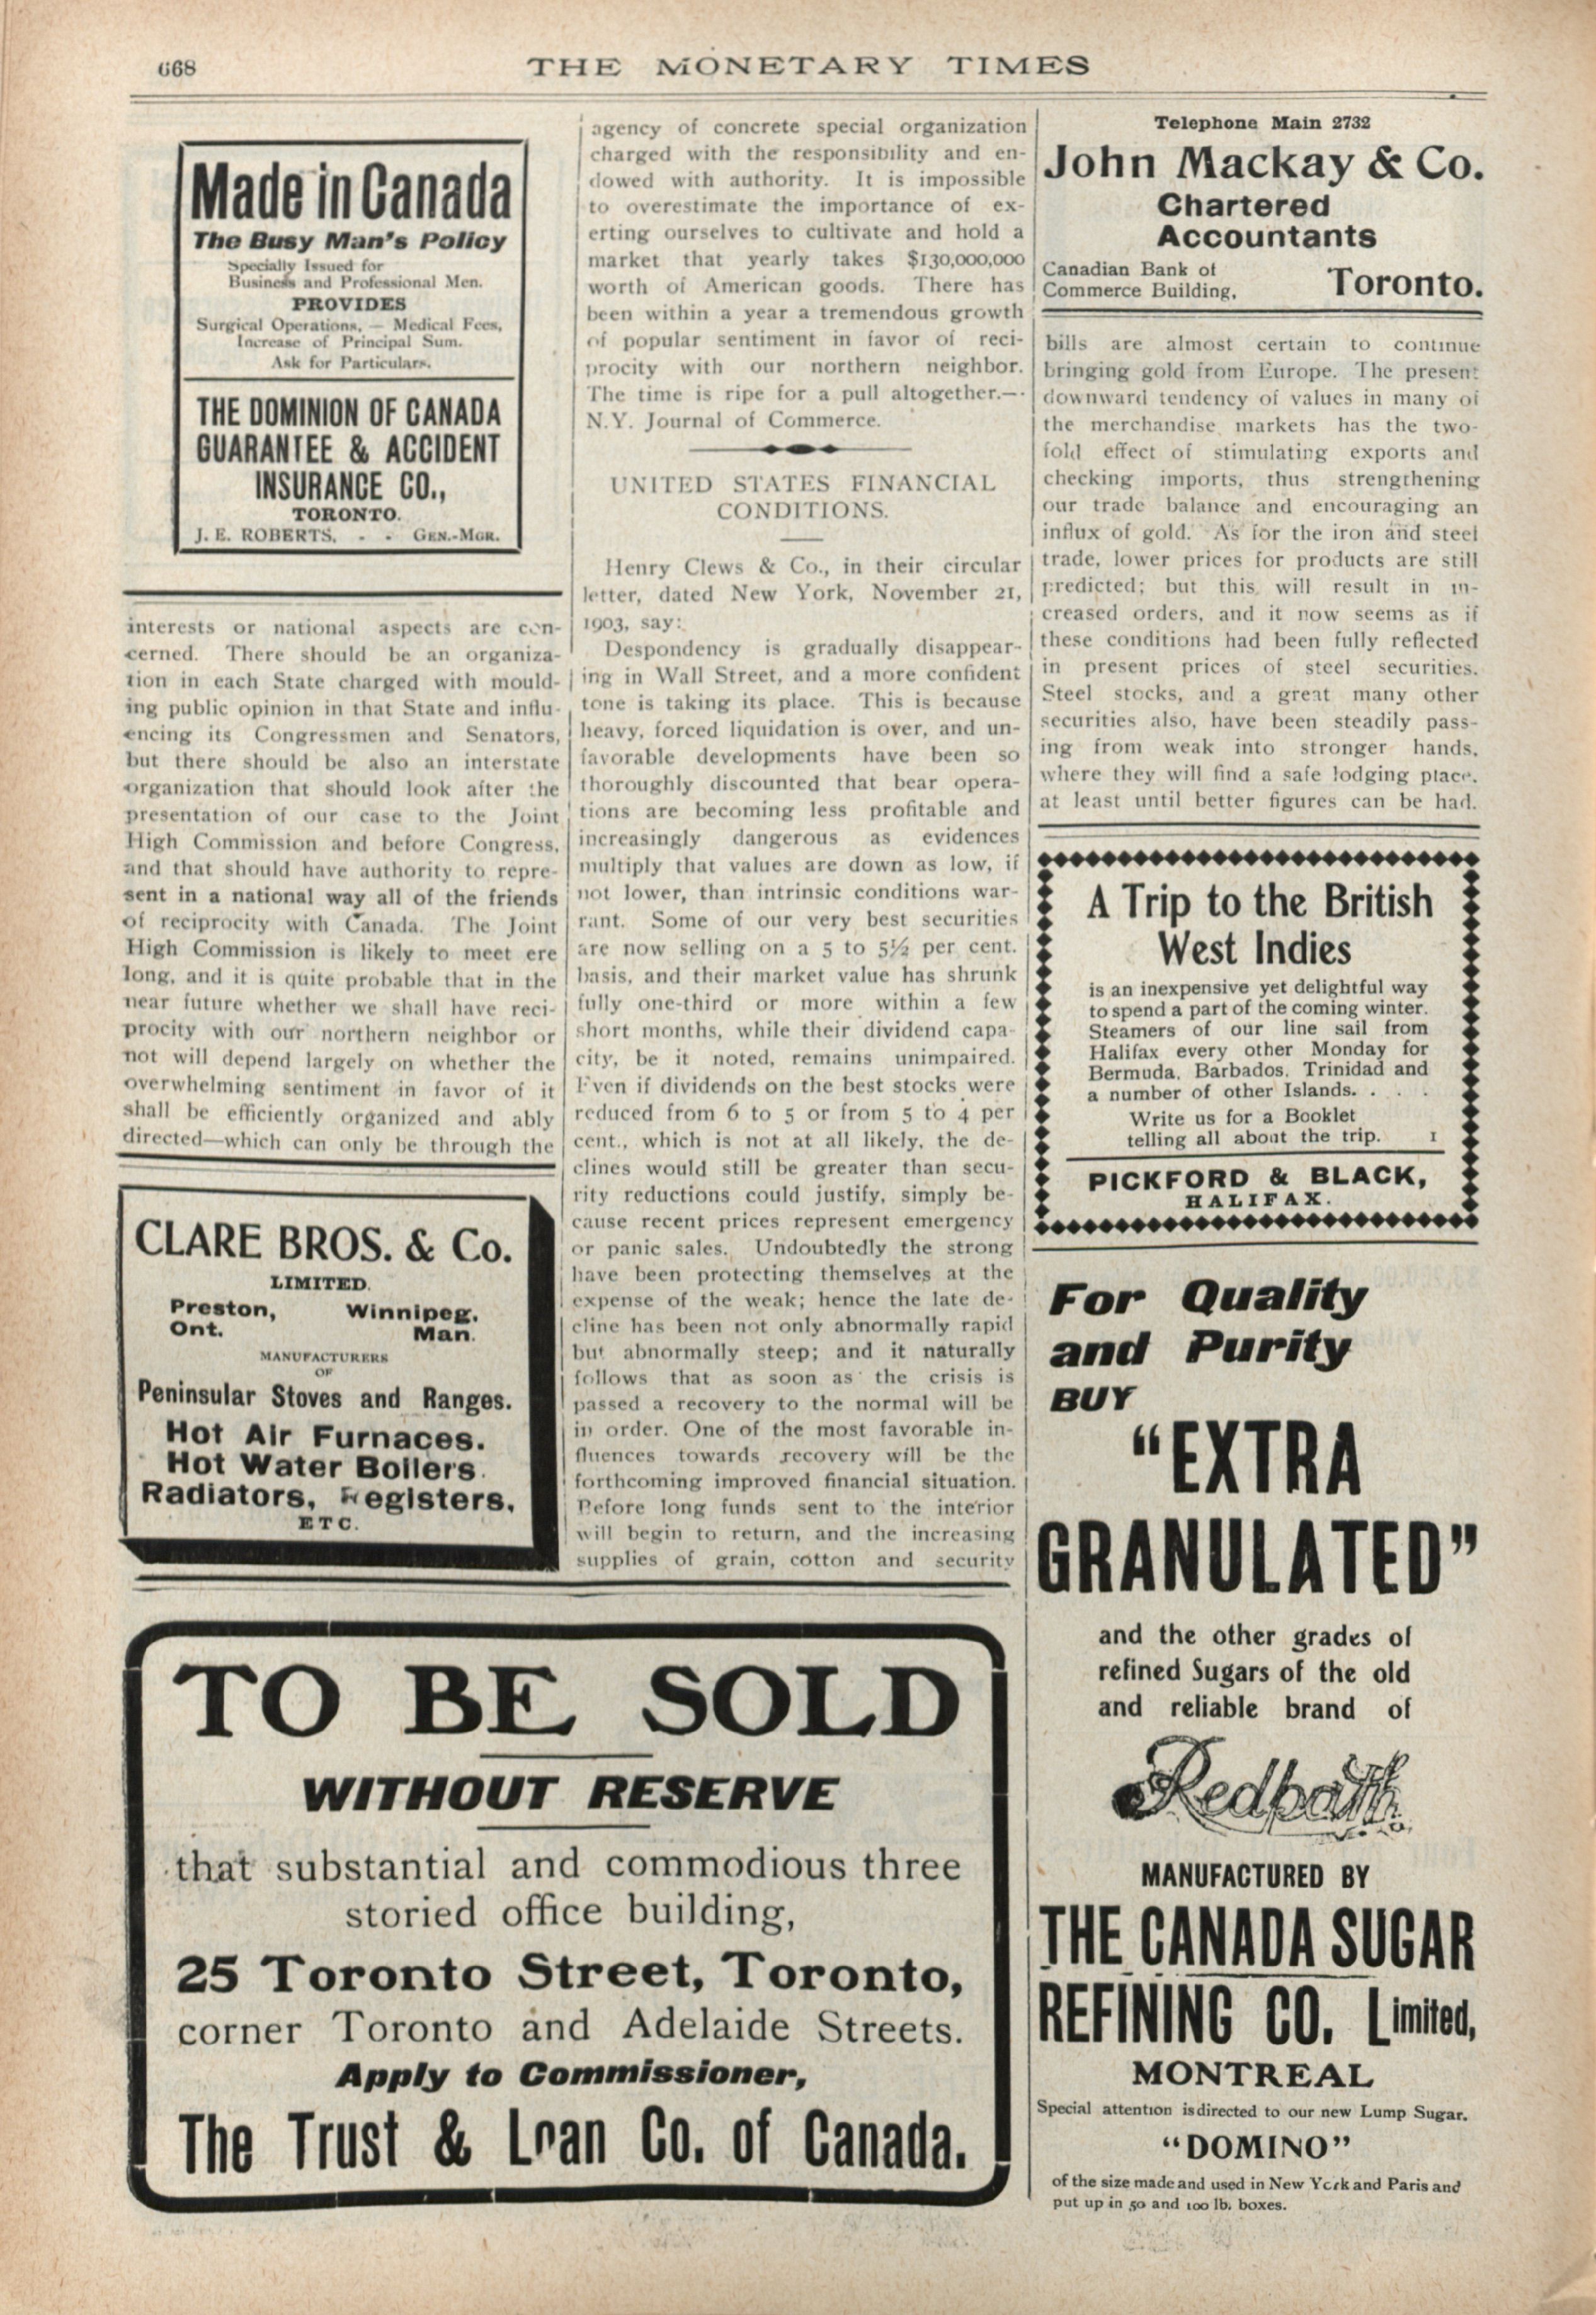 668
THE MONETARY TIMES
Made in Canada
The Busy Man's Policy
Specially Issued for
Business and Professional Men.
PROVIDES
Surgical Operations, — Medical Fees,
Increase of Principal Sum.
Ask for Particulars.
THE DOMINION OF CANADA
GUARANTEE & ACCIDENT
INSURANCE CO.,
TORONTO.
J. E. ROBERTS, - - GEN.-MGR.
interests or national aspects are con-
cerned. There should be an organiza-
tion in each State charged with mould-
ing public opinion in that State and influ-
encing its Congressmen and Senators,
but there should be also an interstate
organization that should look after the
presentation of our case to the Joint
High Commission and before Congress,
and that should have authority to repre-
sent in a national way all of the friends
of reciprocity with Canada. The Joint
High Commission is likely to meet ere
long, and it is quite probable that in the
near future whether we shall have reci-
procity with our northern neighbor or
not will depend largely on whether the
overwhelming sentiment in favor of it
shall be efficiently organized and ably
directed—which can only be through the
CLARE BROS. & Co.
LIMITED.
Preston, Winnipeg,
Ont. Man.
MANUFACTURERS
OF
Peninsular Stoves and Ranges.
Hot Air Furnaces.
Hot Water Boilers.
Radiators, Registers,
ETC.
agency of concrete special organization
charged with the responsibility and en-
dowed with authority. It is impossible
to overestimate the importance of ex-
erting ourselves to cultivate and hold a
market that yearly takes $130,000,000
worth of American goods. There has
been within a year a tremendous growth
of popular sentiment in favor of reci-
procity with our northern neighbor.
The time is ripe for a pull altogether.—
N.Y. Journal of Commerce.
UNITED STATES FINANCIAL
CONDITIONS.
Henry Clews & Co., in their circular
letter, dated New York, November 21,
1903, say:
Despondency is gradually disappear-
ing in Wall Street, and a more confident
tone is taking its place. This is because
heavy, forced liquidation is over, and un-
favorable developments have been so
thoroughly discounted that bear opera-
tions are becoming less profitable and
increasingly dangerous as evidences
multiply that values are down as low, if
not lower, than intrinsic conditions war-
rant. Some of our very best securities
are now selling on a 5 to 5½ per cent.
basis, and their market value has shrunk
fully one-third or more within a few
short months, while their dividend capa-
city, be it noted, remains unimpaired.
Even if dividends on the best stocks were
reduced from 6 to 5 or from 5 to 4 per
cent., which is not at all likely, the de-
clines would still be greater than secu-
rity reductions could justify, simply be-
cause recent prices represent emergency
or panic sales. Undoubtedly the strong
have been protecting themselves at the
expense of the weak; hence the late de-
cline has been not only abnormally rapid
but abnormally steep; and it naturally
follows that as soon as the crisis is
passed a recovery to the normal will be
in order. One of the most favorable in-
fluences towards recovery will be the
forthcoming improved financial situation.
Before long funds sent to the interior
will begin to return, and the increasing
supplies of grain, cotton and security
Telephone Main 2732
John Mackay & Co.
Chartered
Accountants
Canadian Bank of
Commerce Building, Toronto.
bills are almost certain to continue
bringing gold from Europe. The present
downward tendency of values in many of
the merchandise markets has the two-
fold effect of stimulating exports and
checking imports, thus strengthening
our trade balance and encouraging an
influx of gold. As for the iron and steel
trade, lower prices for products are still
predicted; but this will result in in-
creased orders, and it now seems as if
these conditions had been fully reflected
in present prices of steel securities.
Steel stocks, and a great many other
securities also, have been steadily pass-
ing from weak into stronger hands,
where they will find a safe lodging place,
at least until better figures can be had.
A Trip to the British
West Indies
is an inexpensive yet delightful way
to spend a part of the coming winter.
Steamers of our line sail from
Halifax every other Monday for
Bermuda, Barbados, Trinidad and
a number of other Islands. . . .
Write us for a Booklet
telling all about the trip. 1
PICKFORD & BLACK,
HALIFAX.
For Quality
and Purity
BUY
"EXTRA
GRANULATED"
and the other grades of
refined Sugars of the old
and reliable brand of
Redpath
MANUFACTURED BY
THE CANADA SUGAR
REFINING CO. Limited,
MONTREAL
Special attention is directed to our new Lump Sugar.
"DOMINO"
of the size made and used in New York and Paris and
put up in 50 and 100 lb. boxes.
TO BE SOLD
WITHOUT RESERVE
that substantial and commodious three
storied office building,
25 Toronto Street, Toronto,
corner Toronto and Adelaide Streets.
Apply to Commissioner,
The Trust & Loan Co. of Canada.